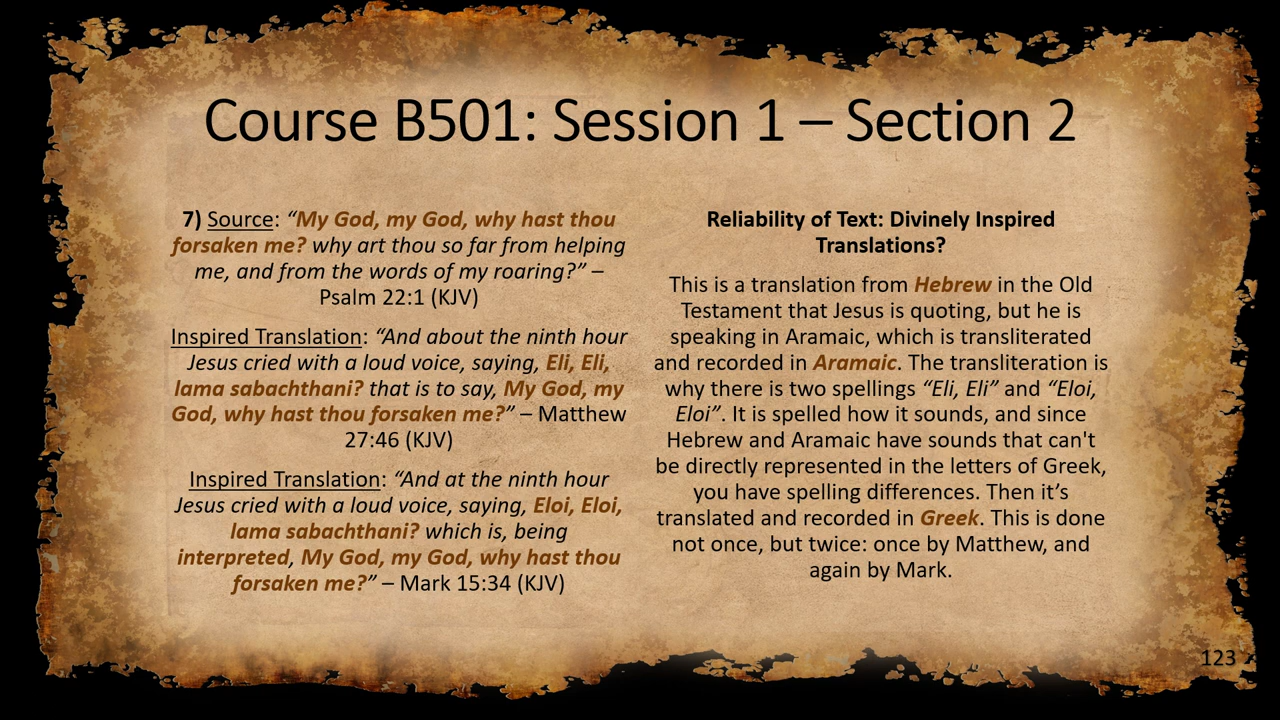 Course B501: Session 1 – Section 2
7) Source: “My God, my God, why hast thou
forsaken me? why art thou so far from helping
me, and from the words of my roaring?” –
Psalm 22:1 (KJV)
Inspired Translation: “And about the ninth hour
Jesus cried with a loud voice, saying, Eli, Eli,
lama sabachthani? that is to say, My God, my
God, why hast thou forsaken me?” – Matthew
27:46 (KJV)
Inspired Translation: “And at the ninth hour
Jesus cried with a loud voice, saying, Eloi, Eloi,
lama sabachthani? which is, being
interpreted, My God, my God, why hast thou
forsaken me?” – Mark 15:34 (KJV)
Reliability of Text: Divinely Inspired
Translations?
This is a translation from Hebrew in the Old
Testament that Jesus is quoting, but he is
speaking in Aramaic, which is transliterated
and recorded in Aramaic. The transliteration is
why there is two spellings “Eli, Eli” and “Eloi,
Eloi”. It is spelled how it sounds, and since
Hebrew and Aramaic have sounds that can't
be directly represented in the letters of Greek,
you have spelling differences. Then it’s
translated and recorded in Greek. This is done
not once, but twice: once by Matthew, and
again by Mark.
123